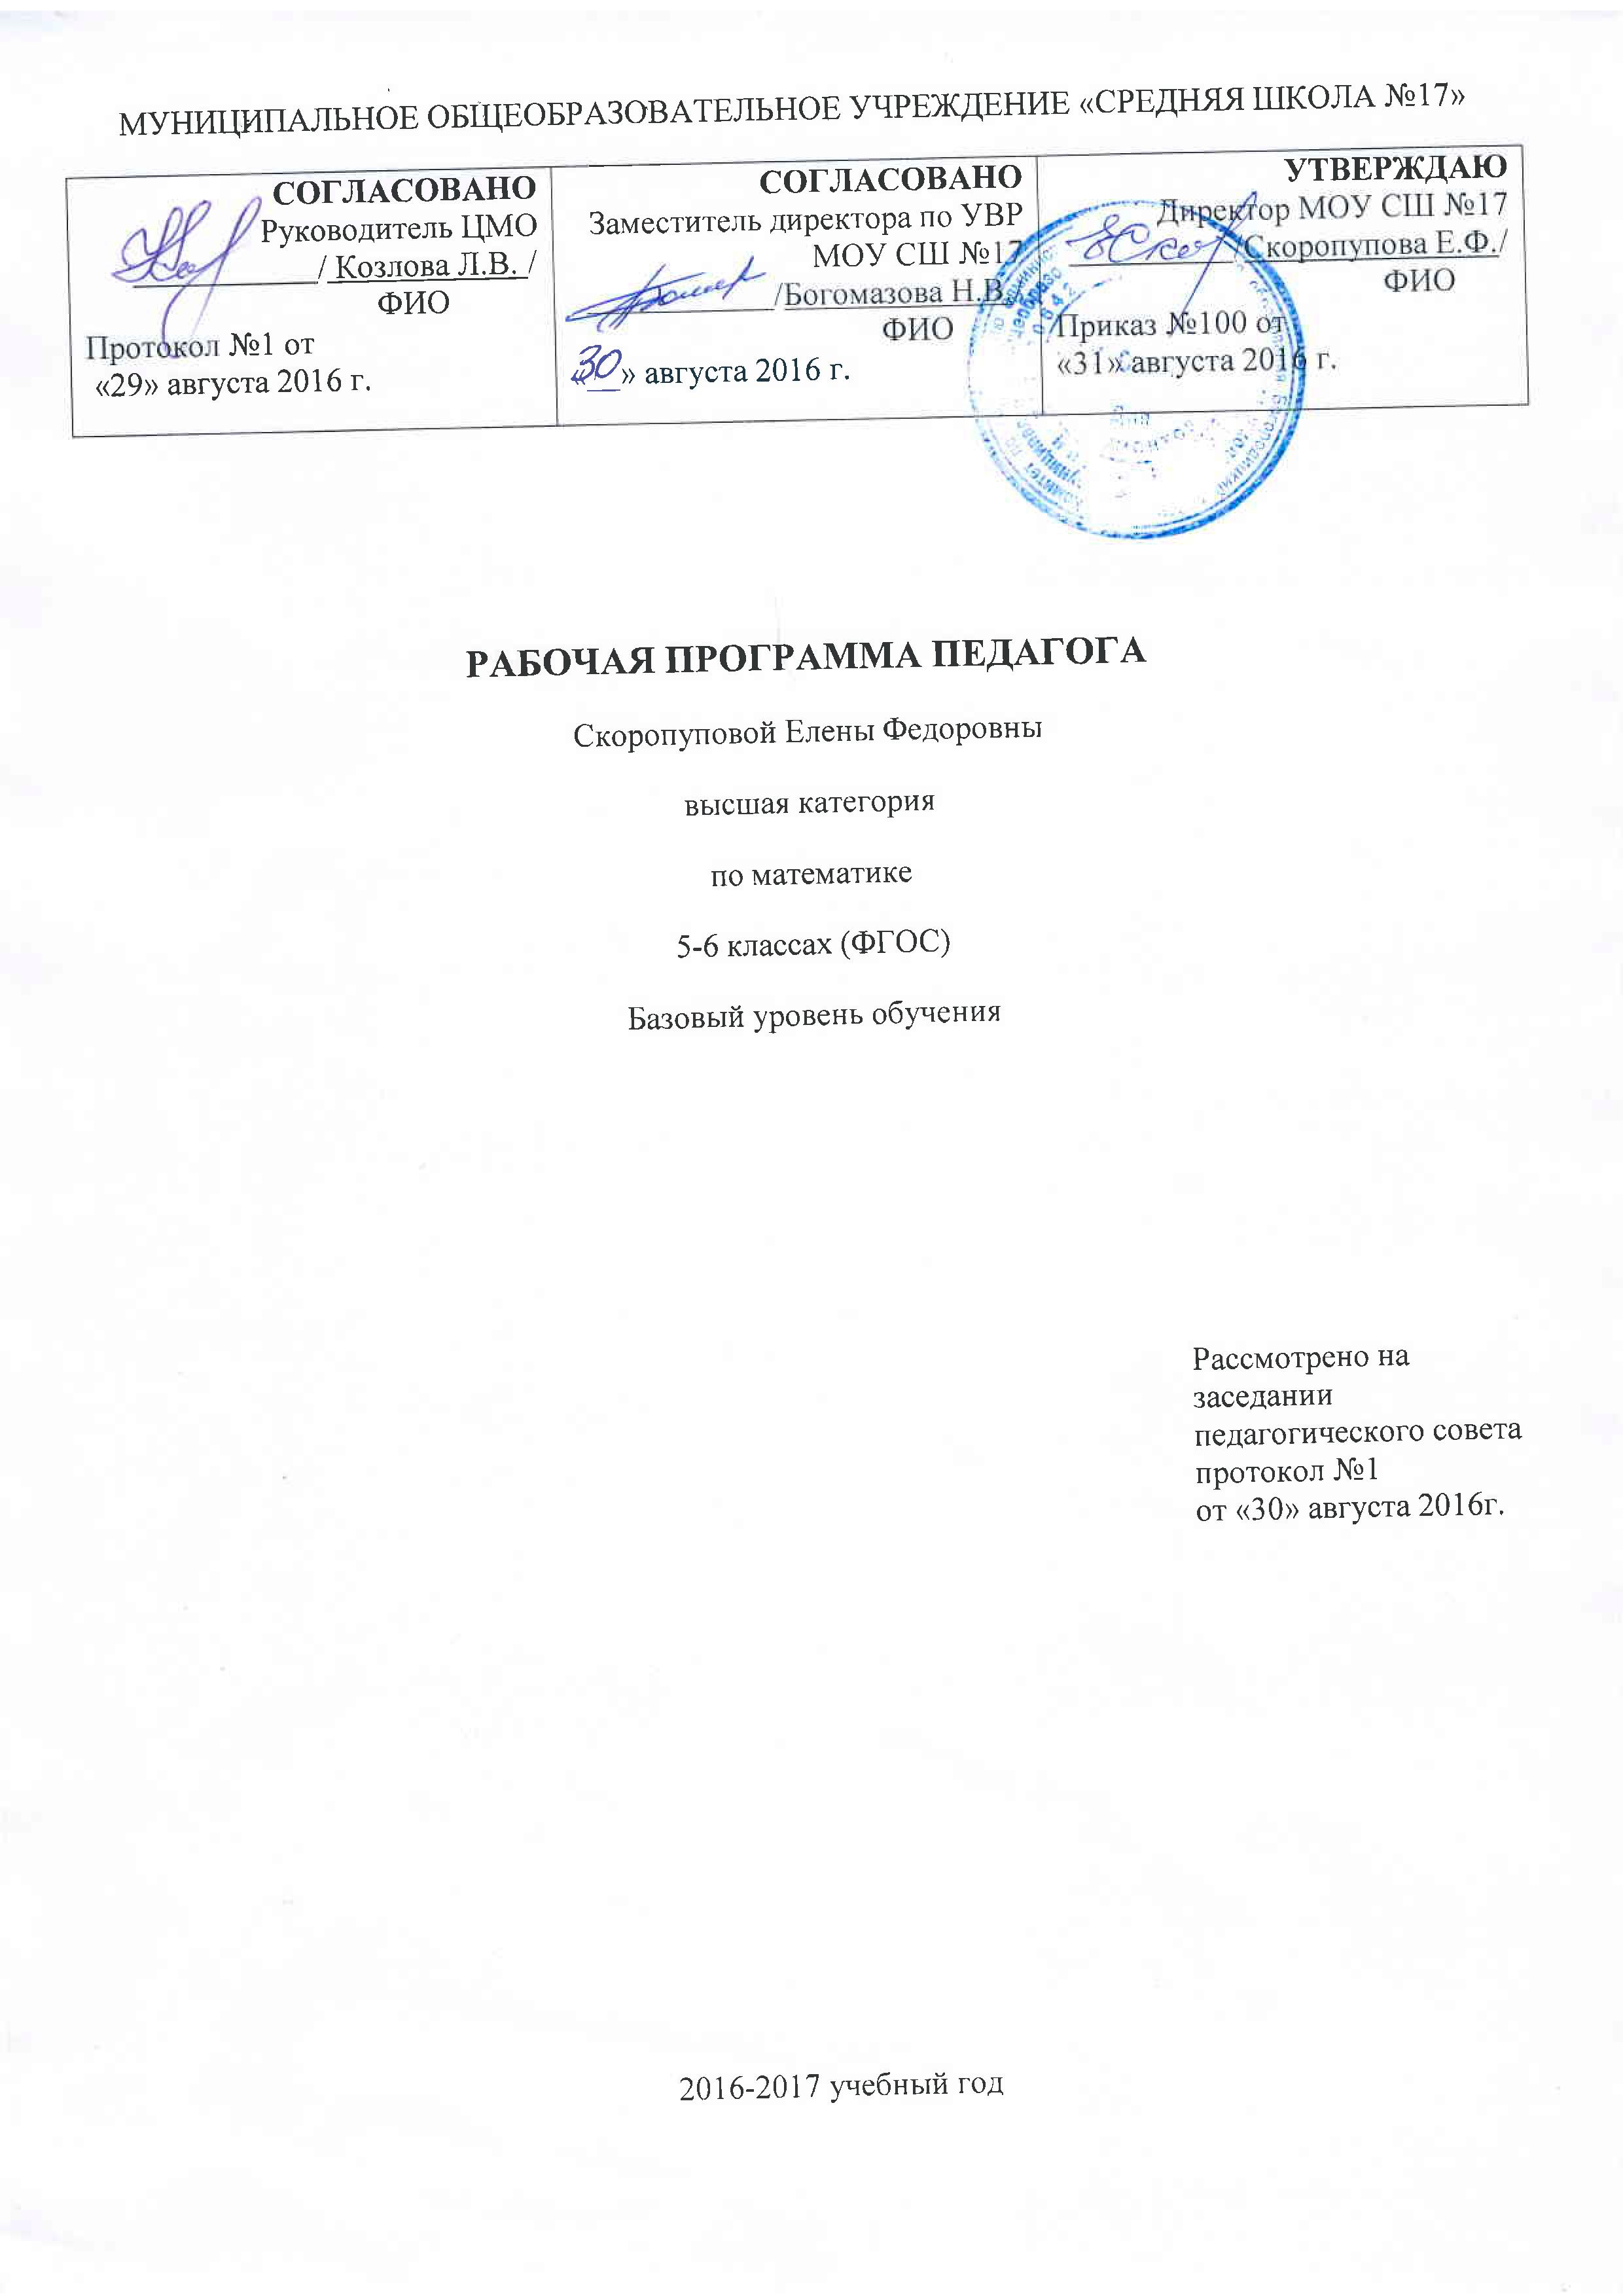 МУНИЦИПАЛЬНОЕ ОБЩЕОБРАЗОВАТЕЛЬНОЕ УЧРЕЖДЕНИЕ «СРЕДНЯЯ ШКОЛА №17»
СОГЛАСОВАНО
Руководитель ЦМО
/ Козлова Л.В. /
ФИО
Протокол №1 от
«29» августа 2016 г.
СОГЛАСОВАНО
Заместитель директора по УВР
МОУ СШ №17
/Богомазова Н.В.
ФИО
«30» августа 2016 г.
УТВЕРЖДАЮ
Директор МОУ СШ №17
/Скоропупова Е.Ф./
ФИО
Приказ №100 от
«31» августа 2016 г.
РАБОЧАЯ ПРОГРАММА ПЕДАГОГА
Скоропуповой Елены Федоровны
высшая категория
по математике
5-6 классах (ФГОС)
Базовый уровень обучения
Рассмотрено на
заседании
педагогического совета
протокол №1
от «30» августа 2016г.
2016-2017 учебный год